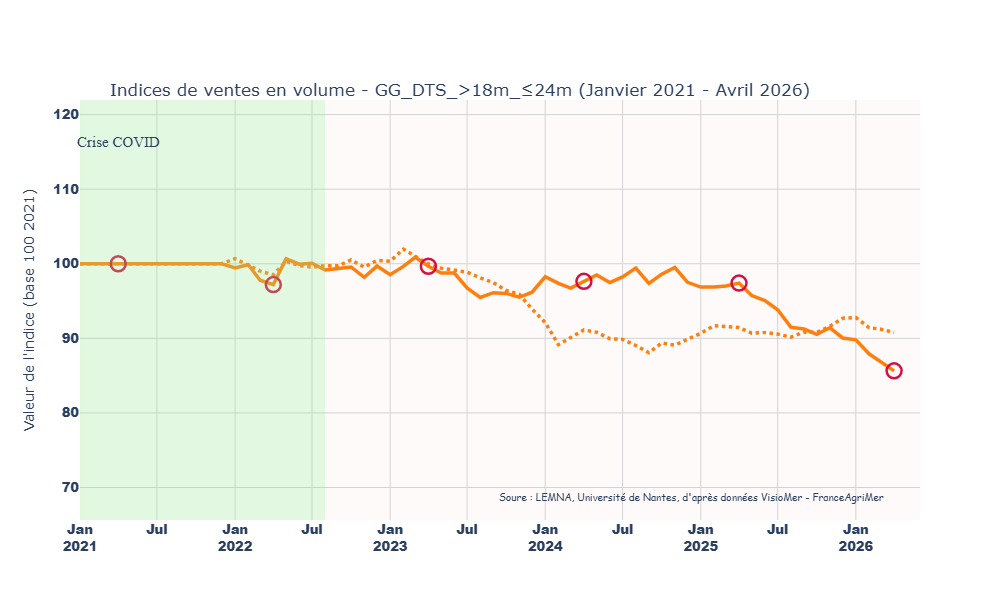 Indices de ventes en volume - GG_DTS_>18m_≤24m (Janvier 2021 - Avril 2026)
120
Crise COVID
110
100
90
80
70
Valeur de l'indice (base 100 2021)
Soure : LEMNA, Université de Nantes, d'après données VisioMer - FranceAgriMer
Jan Jul Jan Jul Jan Jul Jan Jul Jan Jul Jan
2021 2022 2023 2024 2025 2026